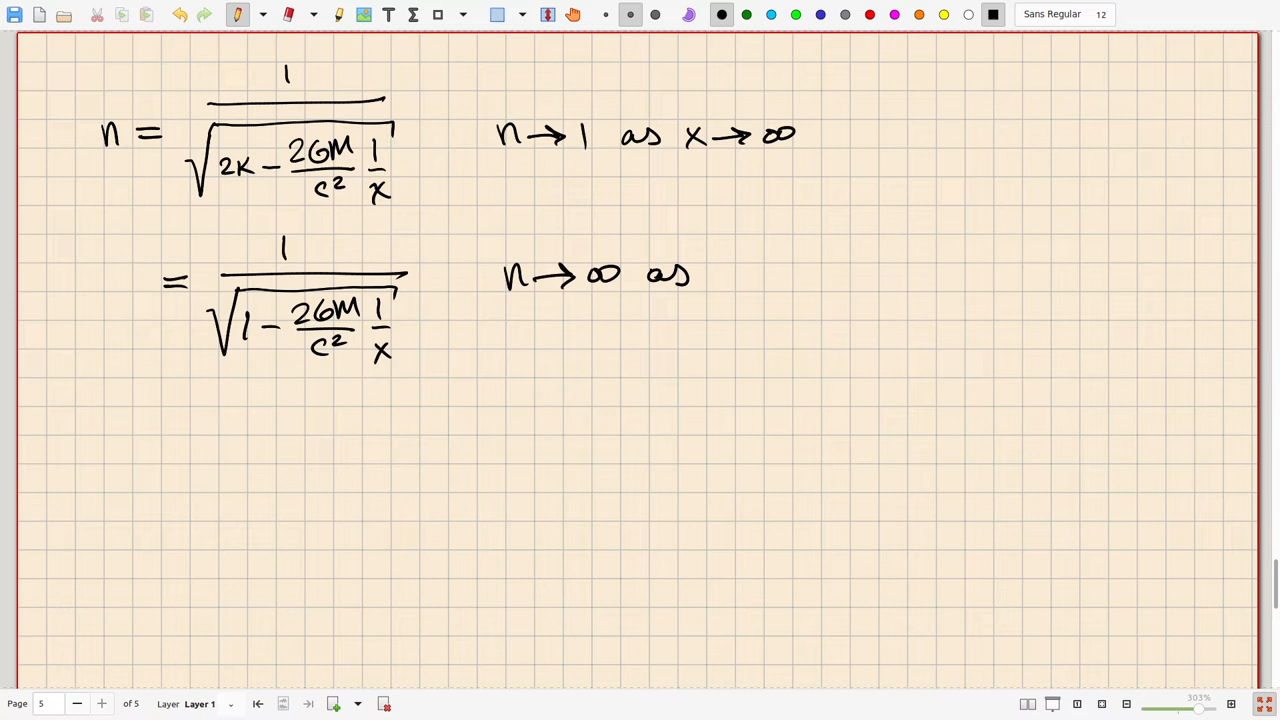 Sans Regular 12
n = 1/√(2K − (2GM/c²)(1/x))    n → 1 as x → ∞
= 1/√(1 − (2GM/c²)(1/x))    n → ∞ as
Page 5 of 5 Layer Layer 1 303%